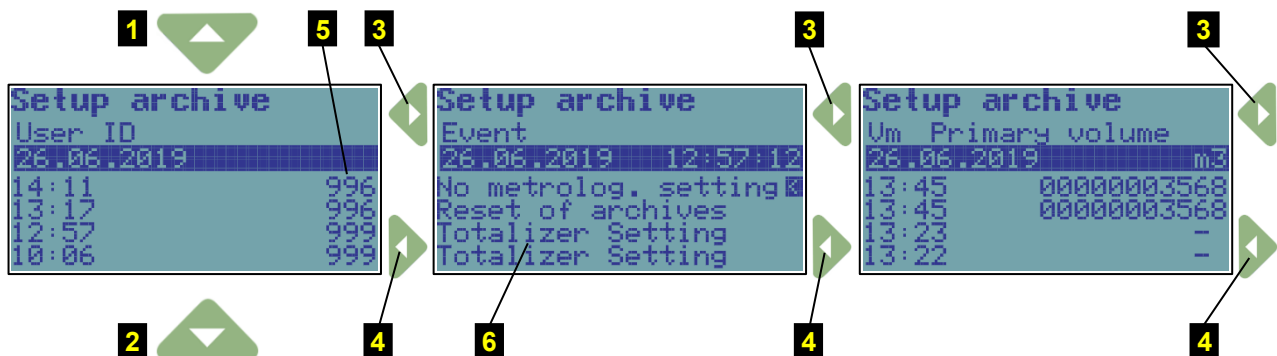 1
5
3
3
3
Setup archive
User ID
26.06.2019
14:11 996
13:17 996
12:57 999
10:06 999
Setup archive
Event
26.06.2019 12:57:12
No metrolog. setting
Reset of archives
Totalizer Setting
Totalizer Setting
Setup archive
Vm Primary volume
26.06.2019 m3
13:45 00000003568
13:45 00000003568
13:23 -
13:22 -
2
4
6
4
4